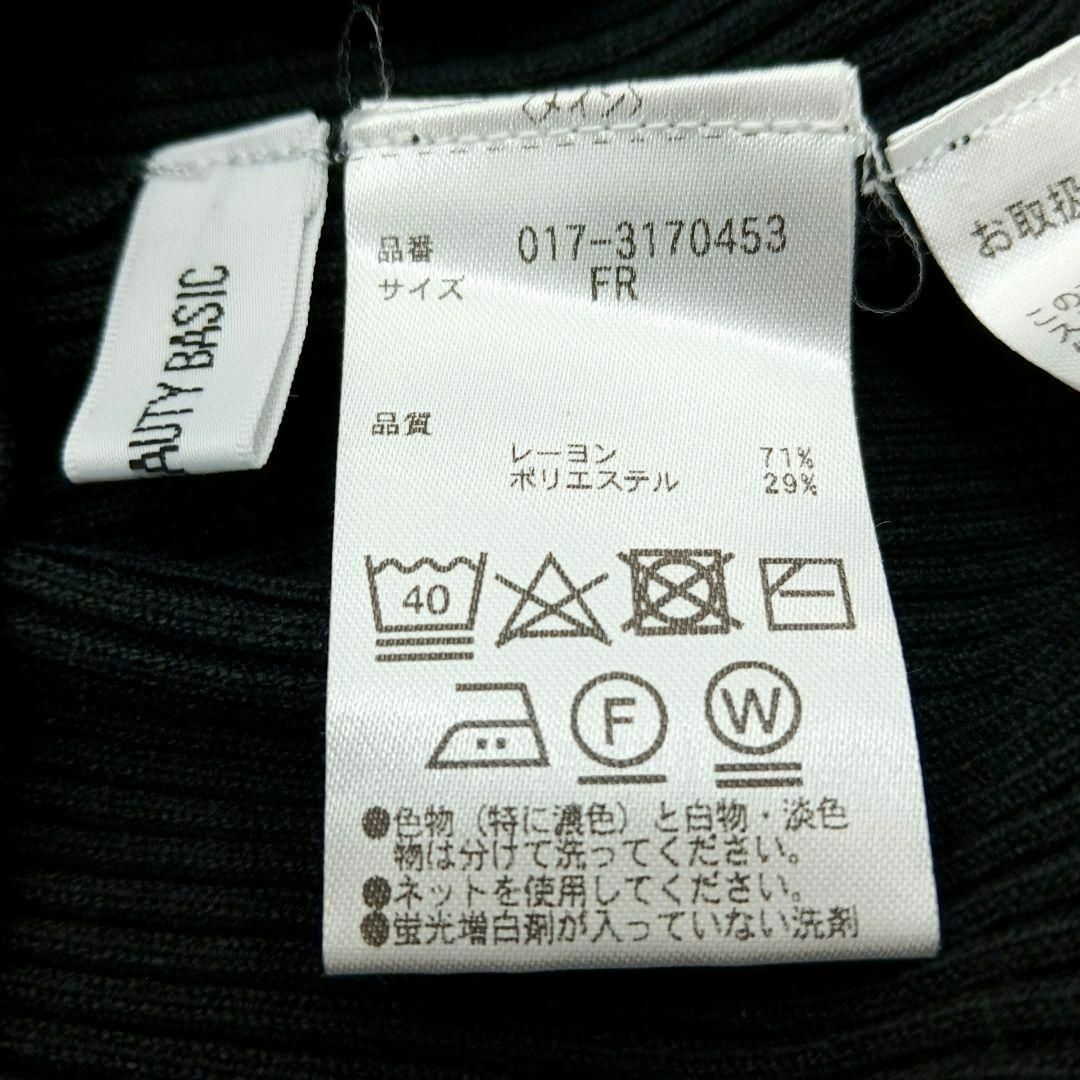 AUTY BASIC
〈メイン〉
品番 017-3170453
サイズ FR
品質
レーヨン 71%
ポリエステル 29%
40
F
W
●色物(特に濃色)と白物・淡色
物は分けて洗ってください。
●ネットを使用してください。
●蛍光増白剤が入っていない洗剤
お取扱
この